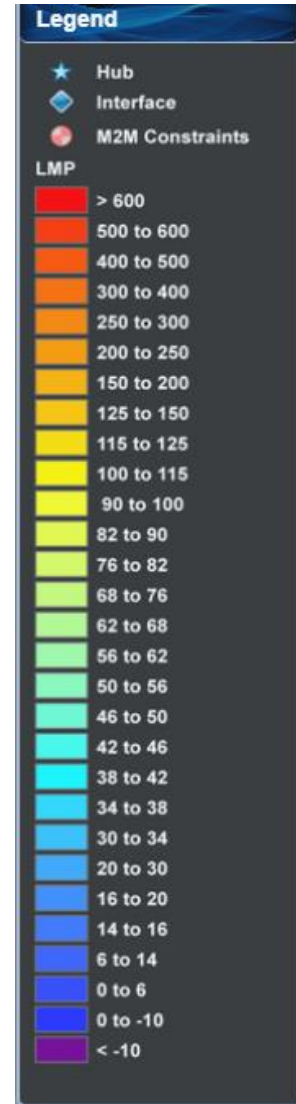 Legend
Hub
Interface
M2M Constraints
LMP
> 600
500 to 600
400 to 500
300 to 400
250 to 300
200 to 250
150 to 200
125 to 150
115 to 125
100 to 115
90 to 100
82 to 90
76 to 82
68 to 76
62 to 68
56 to 62
50 to 56
46 to 50
42 to 46
38 to 42
34 to 38
30 to 34
20 to 30
16 to 20
14 to 16
6 to 14
0 to 6
0 to -10
< -10